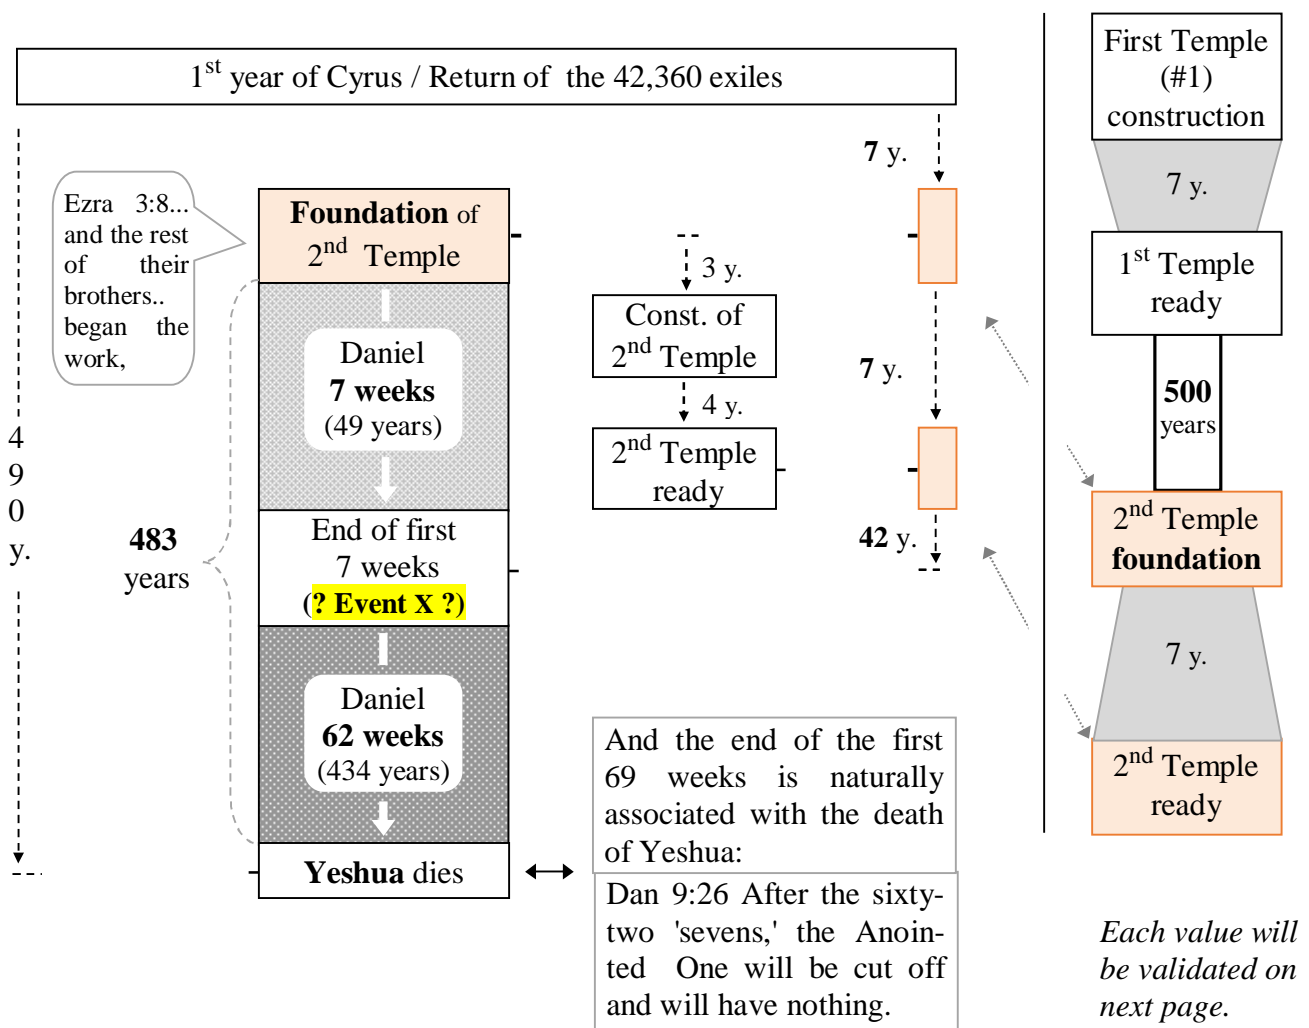 1st year of Cyrus / Return of the 42,360 exiles
7 y.
Ezra 3:8...
and the rest
of their
brothers..
began the
work,
Foundation of
2nd Temple
3 y.
Const. of
2nd Temple
4 y.
2nd Temple
ready
7 y.
42 y.
Daniel
7 weeks
(49 years)
4
9
0
y.
483
years
End of first
7 weeks
(? Event X ?)
Daniel
62 weeks
(434 years)
Yeshua dies
And the end of the first
69 weeks is naturally
associated with the death
of Yeshua:
Dan 9:26 After the sixty-
two 'sevens,' the Anoin-
ted One will be cut off
and will have nothing.
First Temple
(#1)
construction
7 y.
1st Temple
ready
500
years
2nd Temple
foundation
7 y.
2nd Temple
ready
Each value will
be validated on
next page.